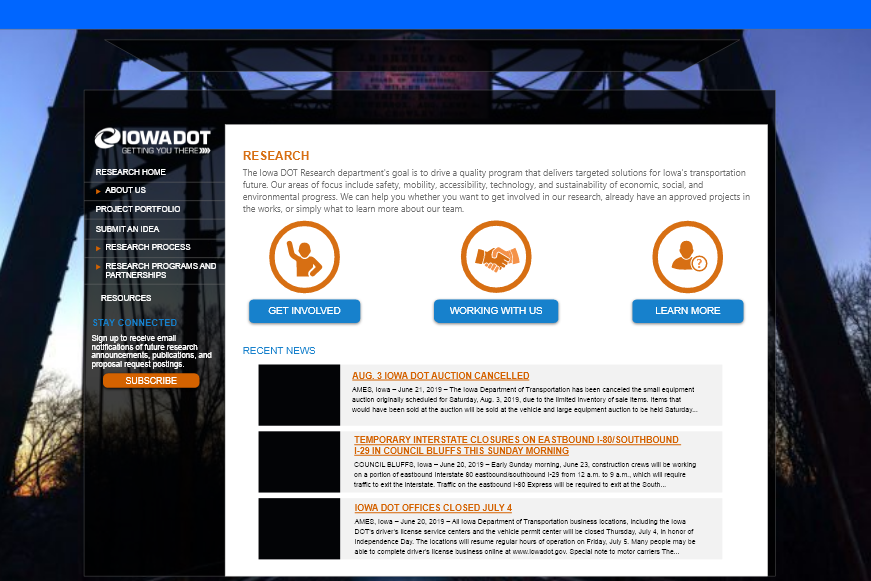 IOWADOT
GETTING YOU THERE
RESEARCH HOME
ABOUT US
PROJECT PORTFOLIO
SUBMIT AN IDEA
RESEARCH PROCESS
RESEARCH PROGRAMS AND
PARTNERSHIPS
RESOURCES
STAY CONNECTED
Sign up to receive email
notifications of future research
announcements, publications, and
proposal request postings.
SUBSCRIBE
RESEARCH
The Iowa DOT Research department's goal is to drive a quality program that delivers targeted solutions for Iowa's transportation
future. Our areas of focus include safety, mobility, accessibility, technology, and sustainability of economic, social, and
environmental progress. We can help you whether you want to get involved in our research, already have an approved projects in
the works, or simply what to learn more about our team.
?
GET INVOLVED
WORKING WITH US
LEARN MORE
RECENT NEWS
AUG. 3 IOWA DOT AUCTION CANCELLED
AMES, Iowa – June 21, 2019 – The Iowa Department of Transportation has been canceled the small equipment
auction originally scheduled for Saturday, Aug. 3, 2019, due to the limited inventory of sale items. Items that
would have been sold at the auction will be sold at the vehicle and large equipment auction to be held Saturday...
TEMPORARY INTERSTATE CLOSURES ON EASTBOUND I-80/SOUTHBOUND
I-29 IN COUNCIL BLUFFS THIS SUNDAY MORNING
COUNCIL BLUFFS, Iowa – June 20, 2019 – Early Sunday morning, June 23, construction crews will be working
on a portion of eastbound Interstate 80 eastbound/southbound I-29 from 12 a.m. to 9 a.m., which will require
traffic to exit the interstate. Traffic on the eastbound I-80 Express will be required to exit at the South...
IOWA DOT OFFICES CLOSED JULY 4
AMES, Iowa – June 20, 2019 – All Iowa Department of Transportation business locations, including the Iowa
DOT's driver's license service centers and the vehicle permit center will be closed Thursday, July 4, in honor of
Independence Day. The locations will resume regular hours of operation on Friday, July 5. Many people may be
able to complete driver's license business online at www.iowadot.gov. Special note to motor carriers The...